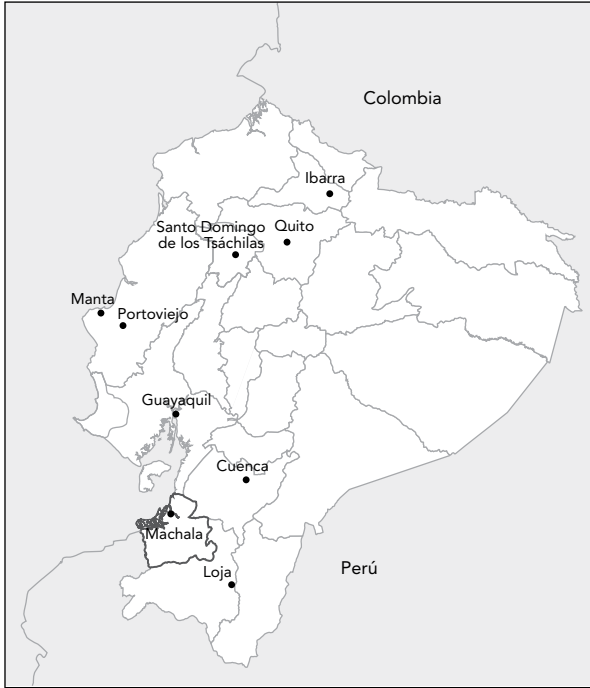 Colombia
Ibarra
Santo Domingo
de los Tsáchilas
Quito
Manta
Portoviejo
Guayaquil
Cuenca
Machala
Loja
Perú